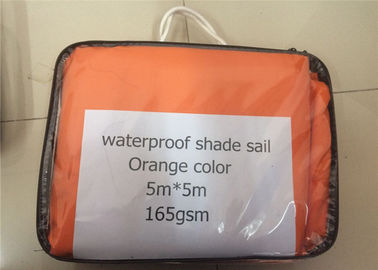 waterproof shade sail
Orange color
5m*5m
165gsm